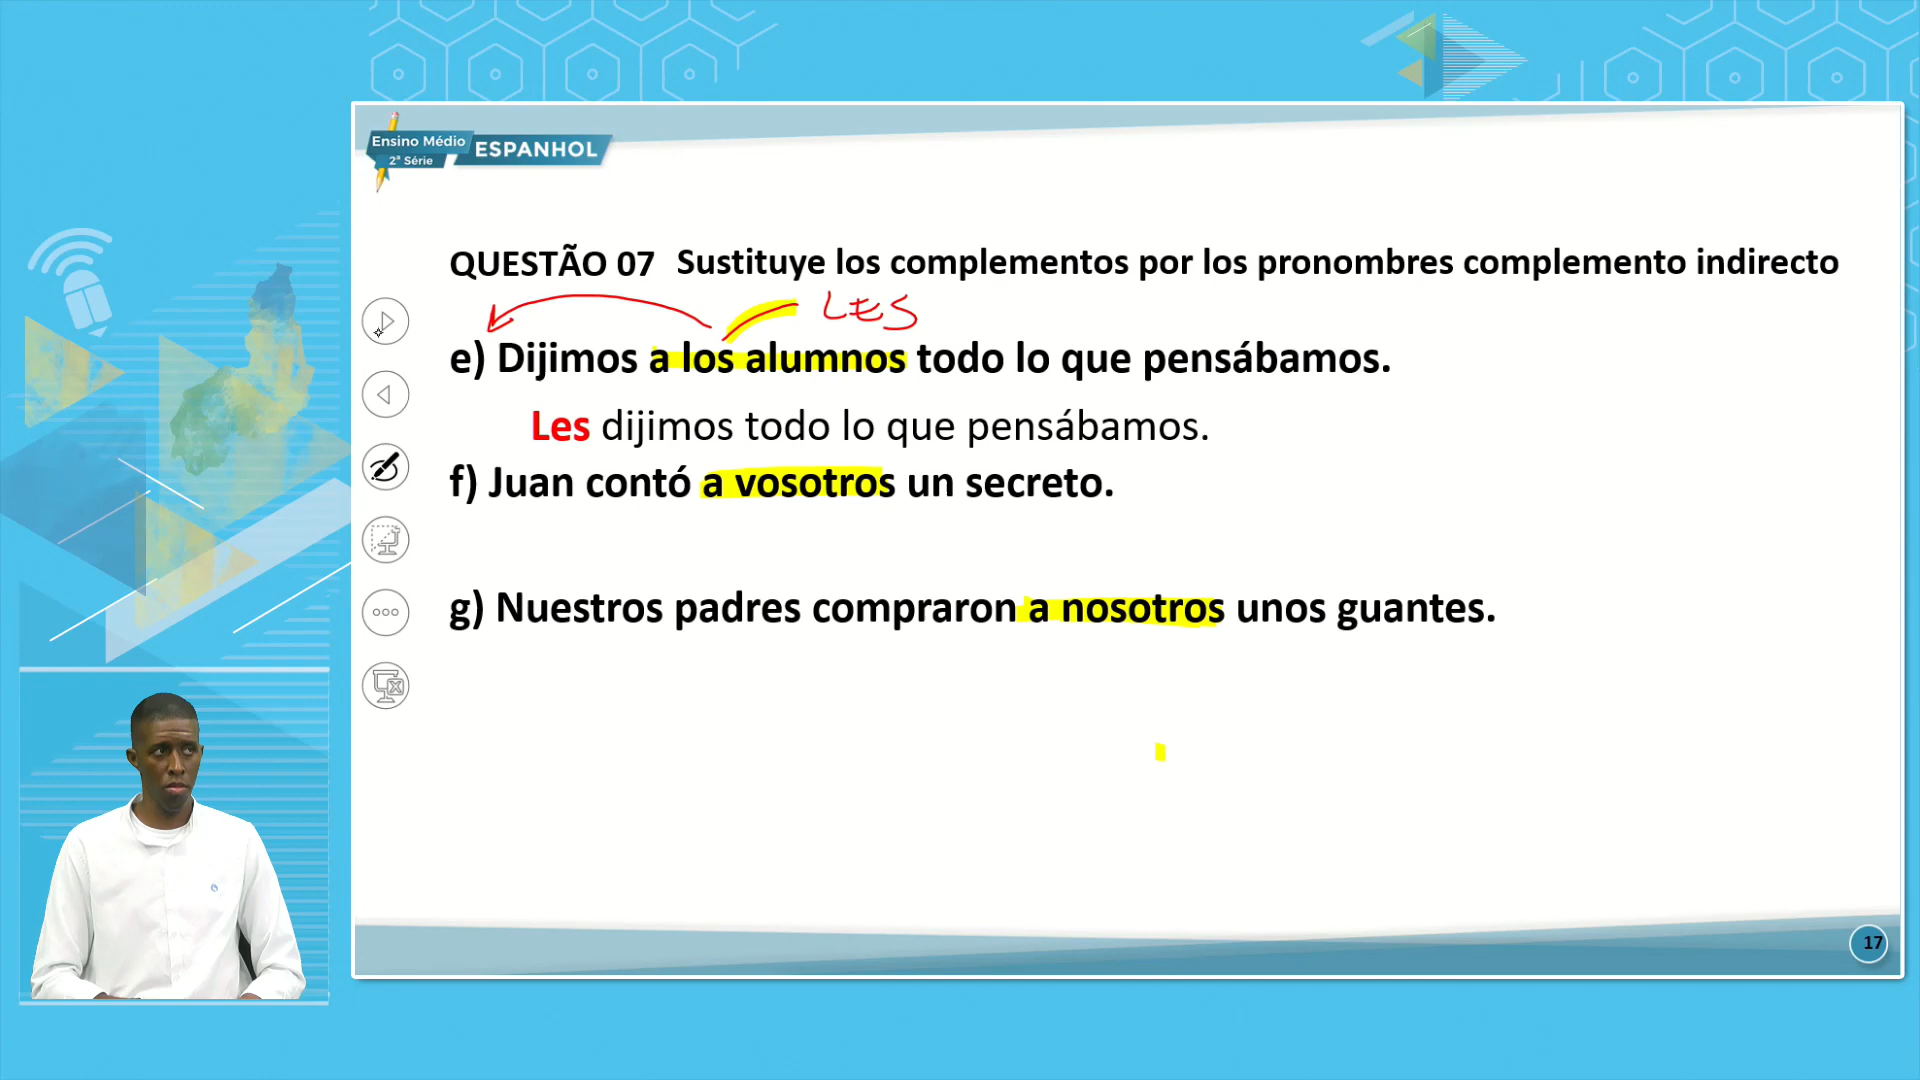 Ensino Médio
2ª Série
ESPANHOL
QUESTÃO 07 Sustituye los complementos por los pronombres complemento indirecto
LES
e) Dijimos a los alumnos todo lo que pensábamos.
Les dijimos todo lo que pensábamos.
f) Juan contó a vosotros un secreto.
g) Nuestros padres compraron a nosotros unos guantes.
17